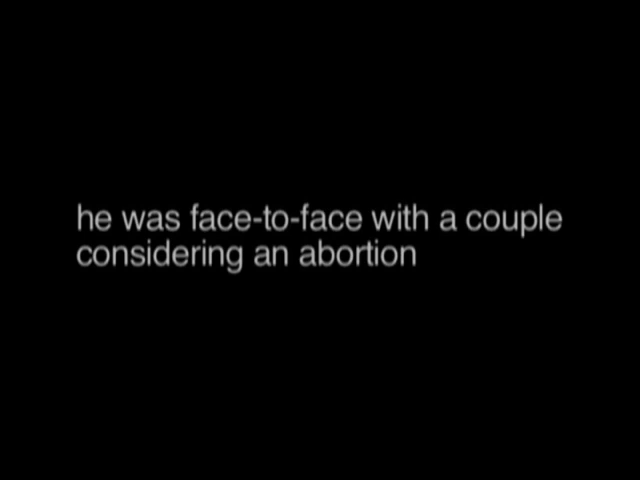 he was face-to-face with a couple
considering an abortion